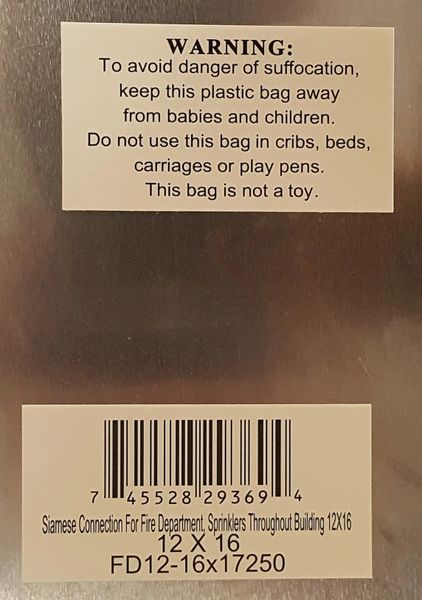 WARNING:
To avoid danger of suffocation,
keep this plastic bag away
from babies and children.
Do not use this bag in cribs, beds,
carriages or play pens.
This bag is not a toy.
7 45528 29369 4
Siamese Connection For Fire Department, Sprinklers Throughout Building 12X16
12 X 16
FD12-16x17250